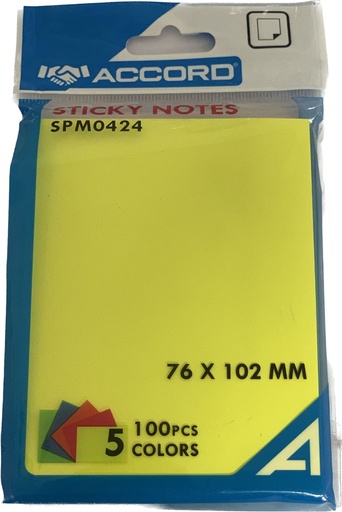 ACCORD
STICKY NOTES
SPM0424
76 X 102 MM
5 100PCS
COLORS